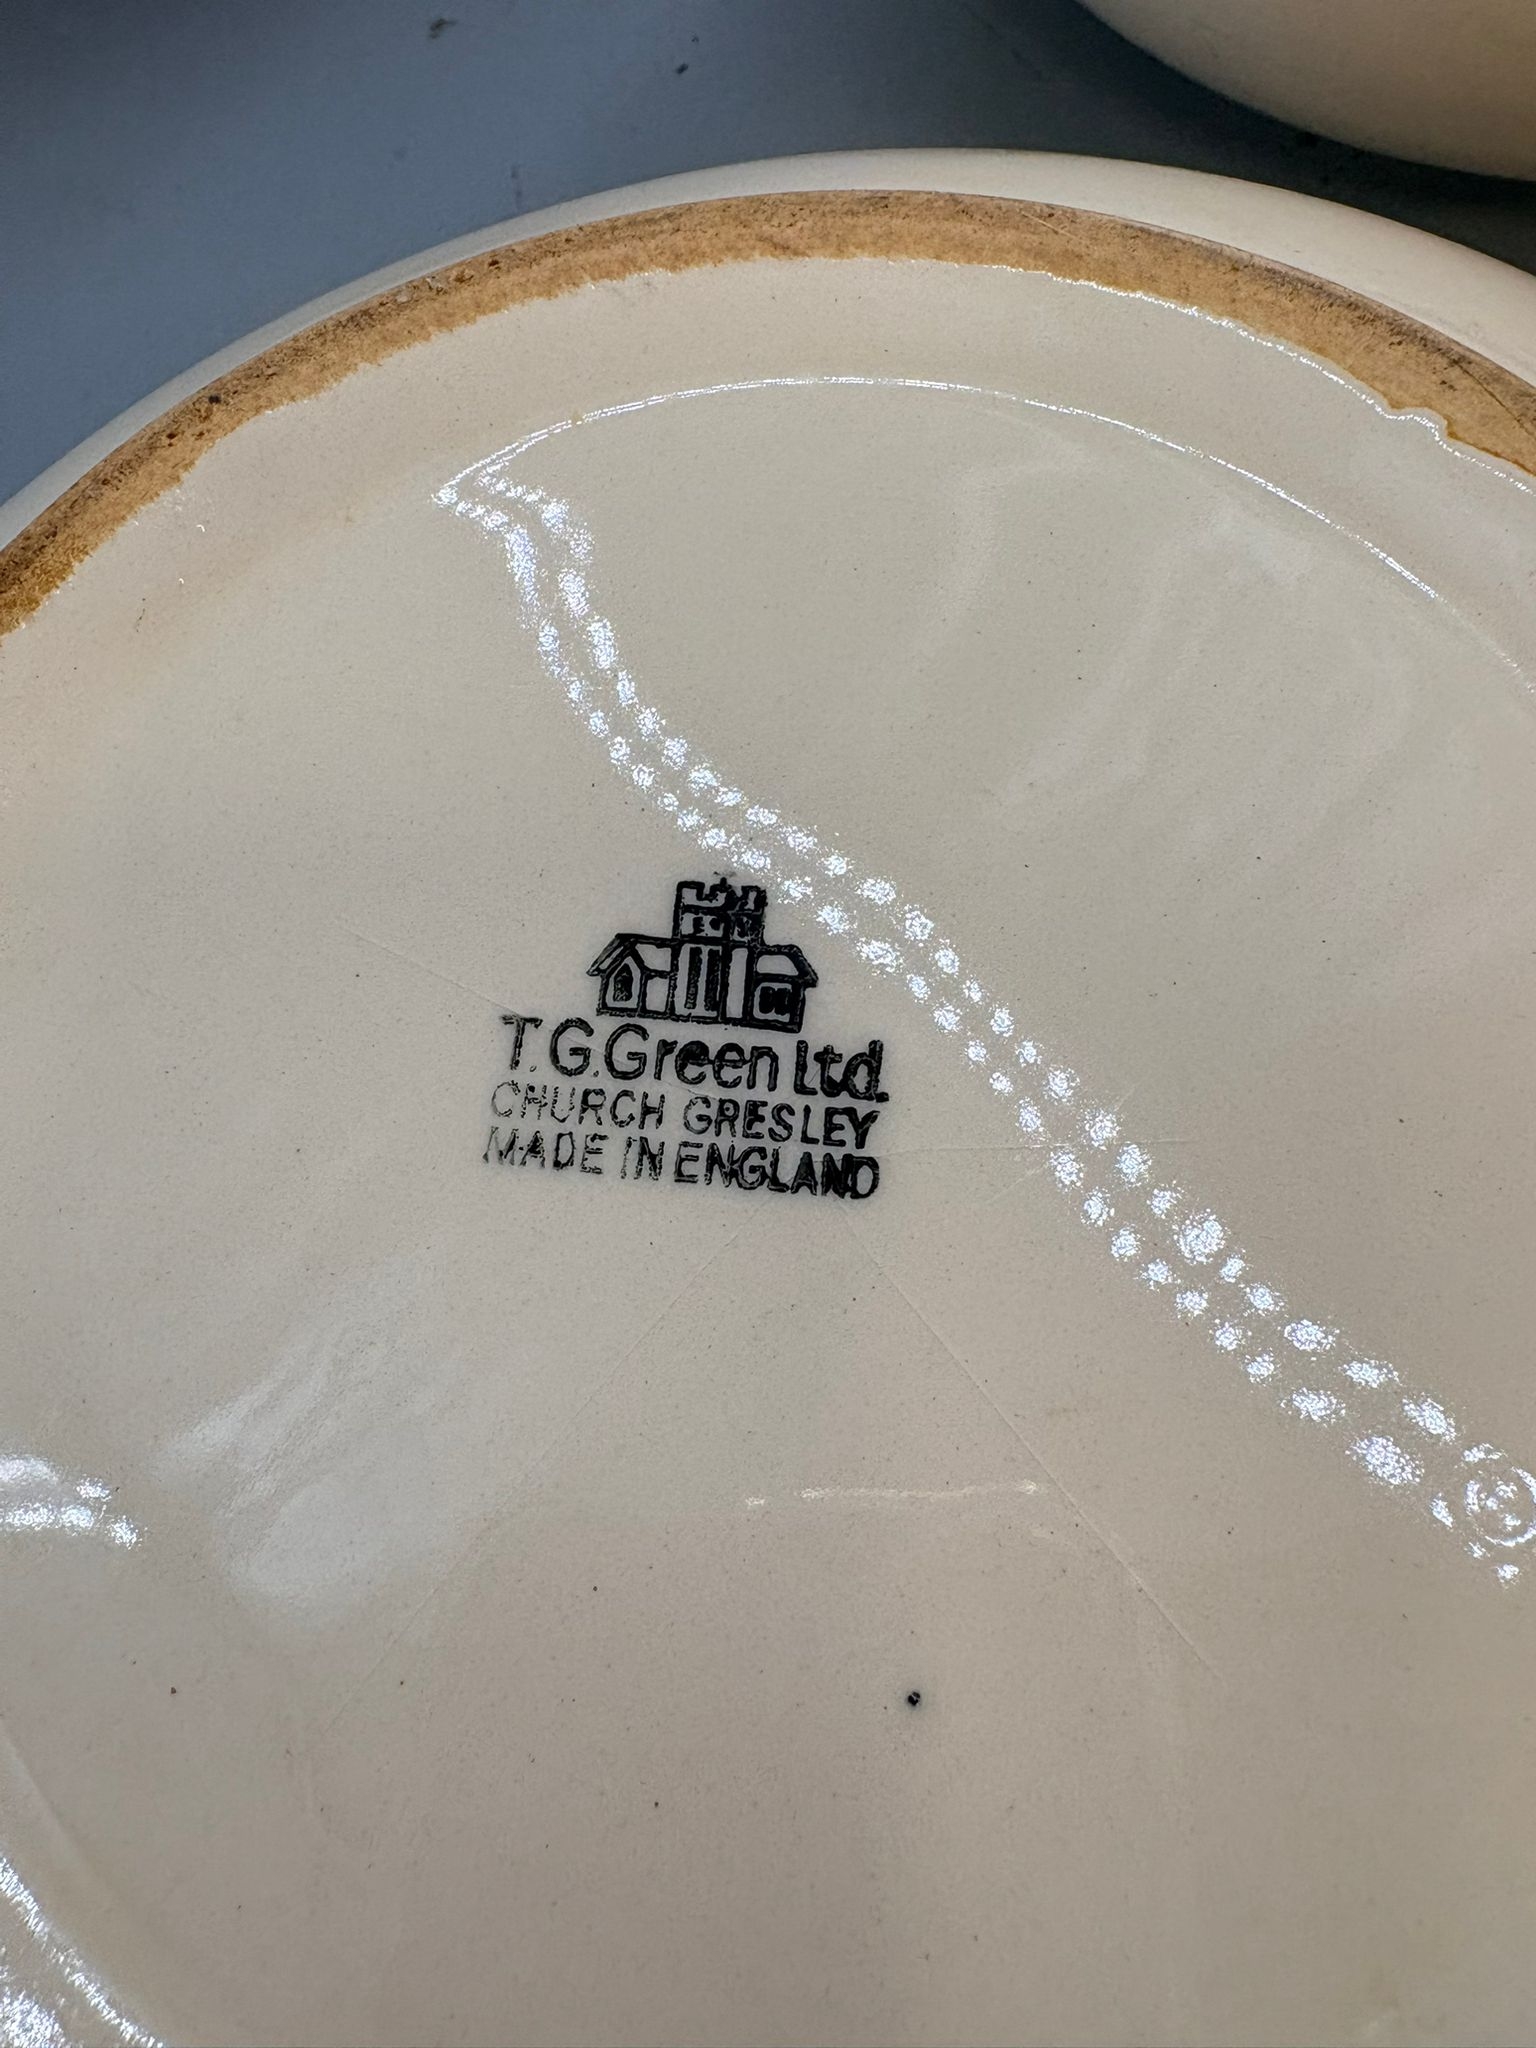 T.G.Green Ltd.
CHURCH GRESLEY
MADE IN ENGLAND